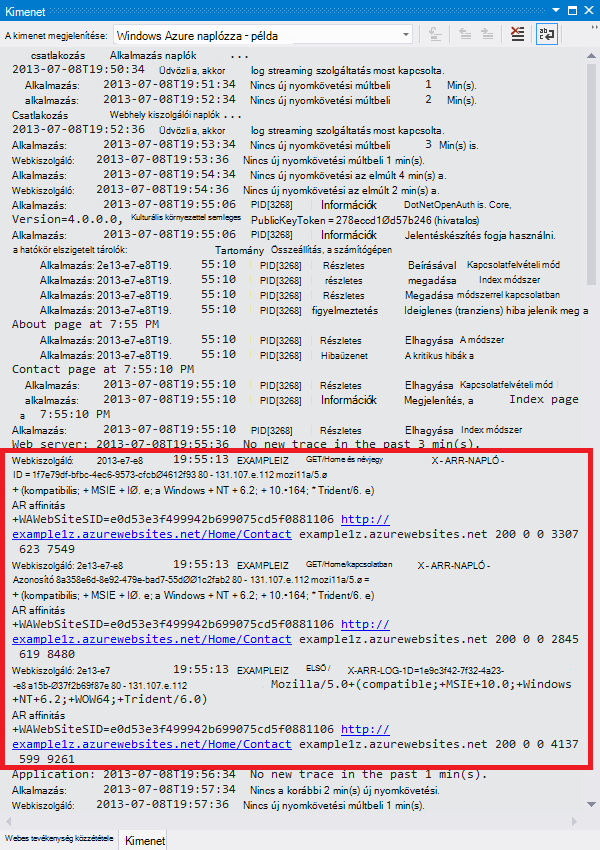 Kimenet
A kimenet megjelenítése: Windows Azure naplózza - példa
csatlakozás Alkalmazás naplók ...
2013-07-08T19:50:34 Üdvözli a, akkor log streaming szolgáltatás most kapcsolta.
Alkalmazás: 2013-07-08T19:51:34 Nincs új nyomkövetési múltbeli 1 Min(s).
alkalmazás: 2013-07-08T19:52:34 Nincs új nyomkövetési múltbeli 2 Min(s).
Csatlakozás Webhely kiszolgálói naplók ...
2013-07-08T19:52:36 Üdvözli a, akkor log streaming szolgáltatás most kapcsolta.
Alkalmazás: 2013-07-08T19:53:34 Nincs új nyomkövetési múltbeli 3 Min(s) is.
Webkiszolgáló: 2013-07-08T19:53:36 Nincs új nyomkövetési múltbeli 1 min(s).
Alkalmazás: 2013-07-08T19:54:34 Nincs új nyomkövetési az elmúlt 4 min(s) a.
Webkiszolgáló: 2013-07-08T19:54:36 Nincs új nyomkövetési az elmúlt 2 min(s) a.
Alkalmazás: 2013-07-08T19:55:06 PID[3268] Információk DotNetOpenAuth is. Core,
Version=4.0.0.0, Kulturális környezettel semleges PublicKeyToken = 278eccd1Ød57b246 (hivatalos)
Alkalmazás: 2013-07-08T19:55:06 PID[3268] Információk Jelentéskészítés fogja használni.
a hatókör elszigetelt tárolók: Tartomány Összeállítás, a számítógépen
Alkalmazás: 2e13-e7-e8T19. 55:10 PID[3268] Részletes Beírásával Kapcsolatfelvételi mód
Alkalmazás: 2013-e7-e8T19. 55:10 PID[3268] részletes megadása Index módszer
Alkalmazás: 2013-e7-e8T19. 55:10 PID[3268] Részletes Megadása módszerrel kapcsolatban
Alkalmazás: 2013-e7-e8T19. 55:10 PID[3268] figyelmeztetés Ideiglenes (tranziens) hiba jelenik meg a
About page at 7:55 PM
Alkalmazás: 2013-e7-e8T19. 55:10 PID[3268] Részletes Elhagyása A módszer
Alkalmazás: 2013-e7-e8T19. 55:10 PID[3268] Hibaüzenet A kritikus hibák a
Contact page at 7:55:10 PM
Alkalmazás: 2013-07-08T19:55:10 PID[3268] Részletes Elhagyása Kapcsolatfelvételi mód
alkalmazás: 2013-07-08T19:55:10 PID[3268] Információk Megjelenítés, a Index page
a 7:55:10 PM
Alkalmazás: 2013-07-08T19:55:10 PID[3268] Részletes Elhagyása Index módszer
Web server: 2013-07-08T19:55:36 No new trace in the past 3 min(s).
Webkiszolgáló: 2013-e7-e8 19:55:13 EXAMPLEIZ GET/Home és névjegy X - ARR-NAPLÓ -
ID = 1f7e79df-bfbc-4ec6-9573-cfcbØ4612f93 80 - 131.107.e.112 mozi11a/5.ø
+ (kompatibilis; + MSIE + IØ. e; a Windows + NT + 6.2; + 10.•164; * Trident/6. e)
AR affinitás
+WAWebSiteSID=e0d53e3f499942b699075cd5f0881106 http://
example1z.azurewebsites.net/Home/Contact example1z.azurewebsites.net 200 0 0 3307
623 7549
Webkiszolgáló: 2e13-e7-e8 19:55:13 EXAMPLEIZ GET/Home/kapcsolatban X - ARR-NAPLÓ -
Azonosító 8a358e6d-8e92-479e-bad7-55dØØ1c2fab2 80 - 131.107.e.112 mozi11a/5.ø =
+ (kompatibilis; + MSIE + IØ. e; a Windows + NT + 6.2; + 10.•164; * Trident/6. e)
AR affinitás
+WAWebSiteSID=e0d53e3f499942b699075cd5f0881106 http://
example1z.azurewebsites.net/Home/Contact example1z.azurewebsites.net 200 0 0 2845
619 8480
Webkiszolgáló: 2e13-e7 19:55:13 EXAMPLEIZ ELSŐ / X-ARR-LOG-1D=1e9c3f42-7f32-4a23-
-e8 a15b-Ø37f2b69f87e 80 - 131.107.e.112 Mozilla/5.0+(compatible;+MSIE+10.0;+Windows
+NT+6.2;+WOW64;+Trident/6.0)
AR affinitás
+WAWebSiteSID=e0d53e3f499942b699075cd5f0881106 http://
example1z.azurewebsites.net/Home/Contact example1z.azurewebsites.net 200 0 0 4137
599 9261
Application: 2013-07-08T19:56:34 No new trace in the past 1 min(s).
Alkalmazás: 2013-07-08T19:57:34 Nincs a korábbi 2 min(s) új nyomkövetési.
Webkiszolgáló: 2013-07-08T19:57:36 Nincs új nyomkövetési múltbeli 1 min(s).
Webes tevékenység közzététele Kimenet